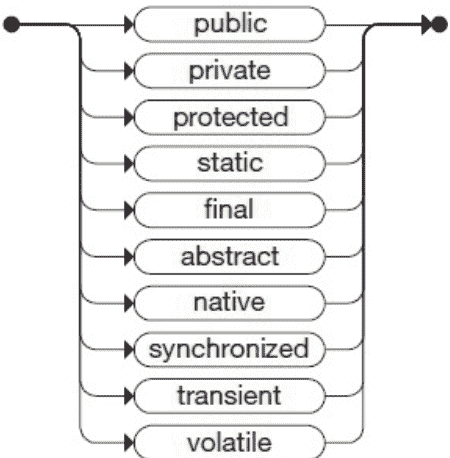 public
private
protected
static
final
abstract
native
synchronized
transient
volatile